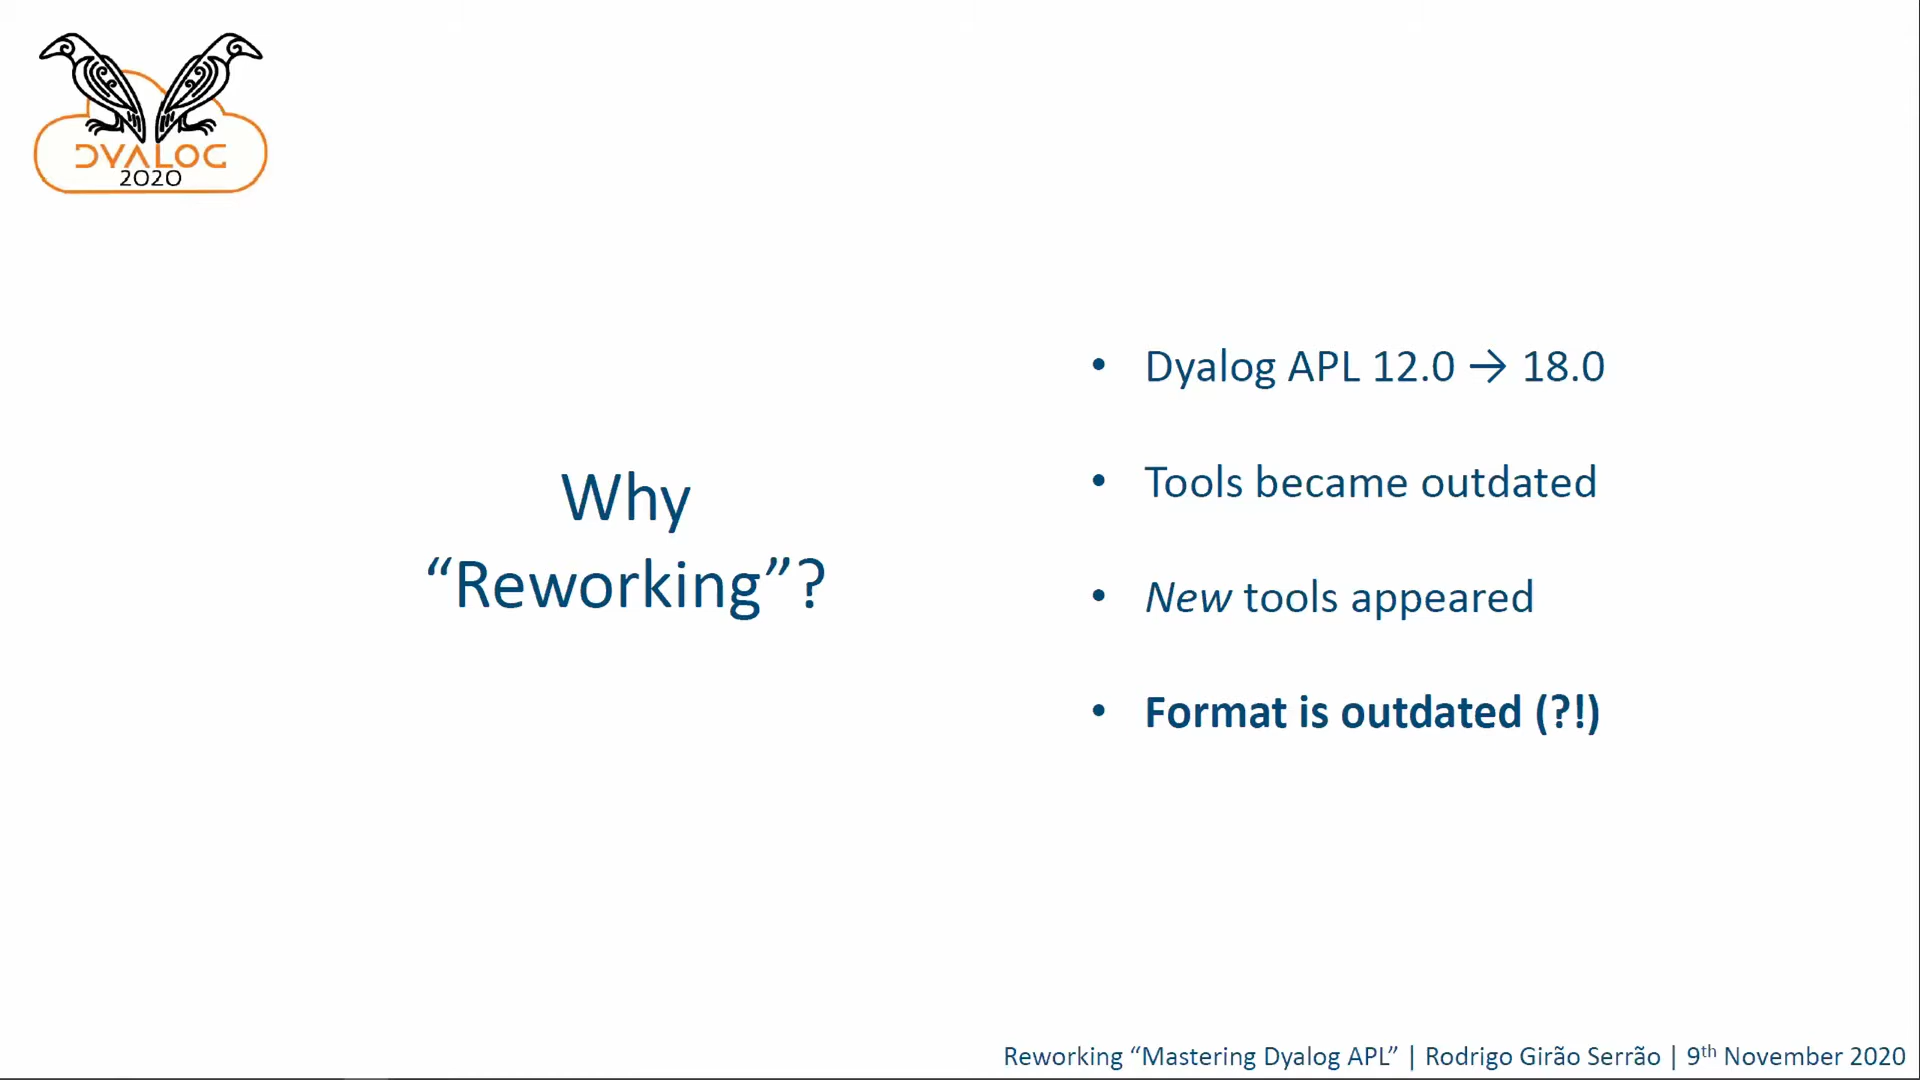 DYALOG
2020
Why
“Reworking”?
• Dyalog APL 12.0 → 18.0
• Tools became outdated
• New tools appeared
• Format is outdated (?!)
Reworking “Mastering Dyalog APL” | Rodrigo Girão Serrão | 9th November 2020